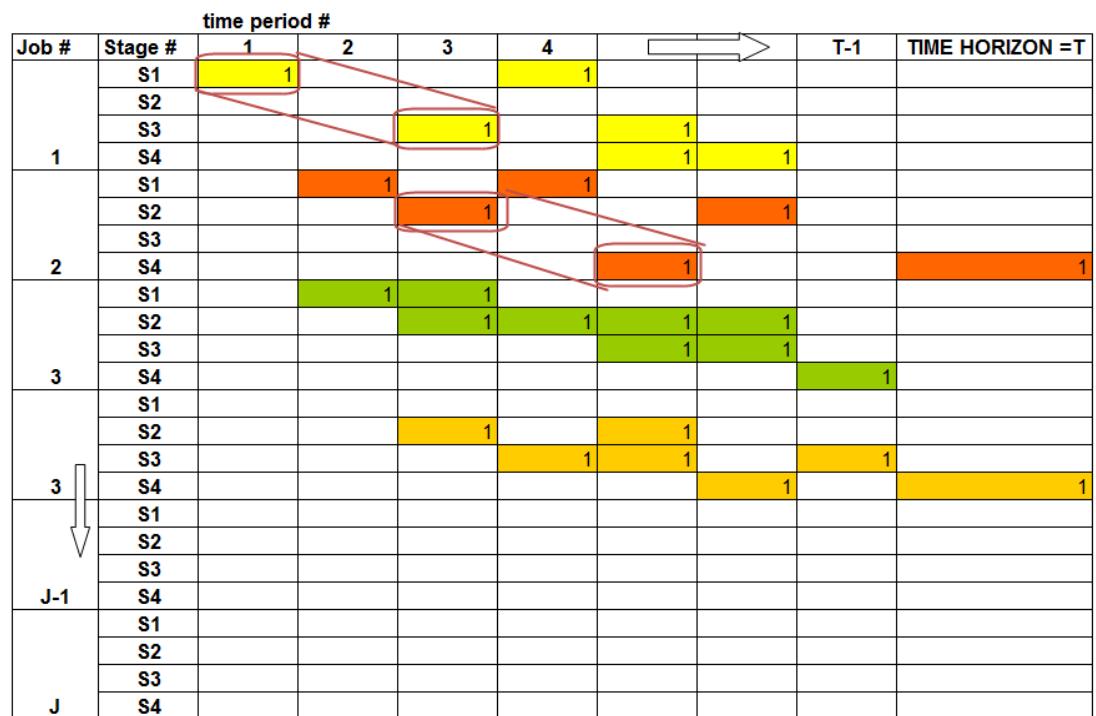 time period #
Job # Stage # 1 2 3 4 T-1 TIME HORIZON =T
S1 1 1
S2
S3 1 1
1 S4 1 1
S1 1 1
S2 1 1
S3
2 S4 1 1
S1 1 1
S2 1 1 1 1
S3 1 1
3 S4 1
S1
S2 1 1
S3 1 1 1
3 S4 1 1
S1
S2
S3
J-1 S4
S1
S2
S3
J S4